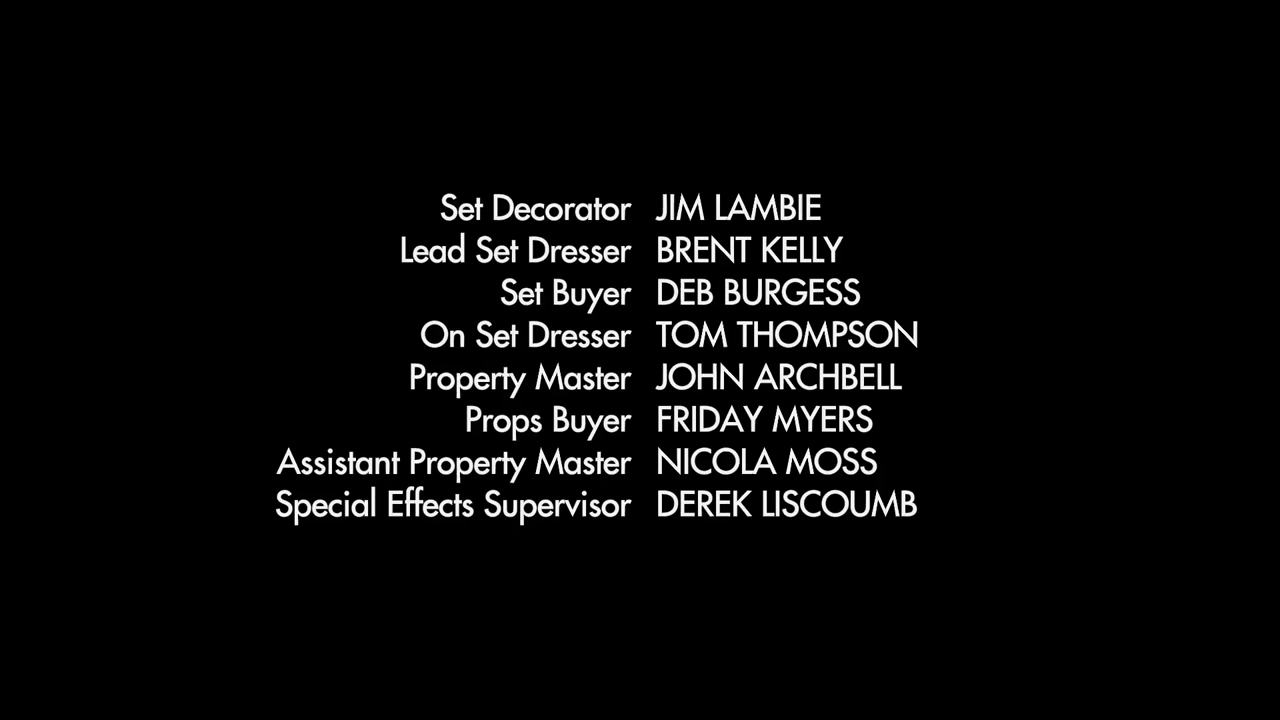 Set Decorator JIM LAMBIE
Lead Set Dresser BRENT KELLY
Set Buyer DEB BURGESS
On Set Dresser TOM THOMPSON
Property Master JOHN ARCHBELL
Props Buyer FRIDAY MYERS
Assistant Property Master NICOLA MOSS
Special Effects Supervisor DEREK LISCOUMB